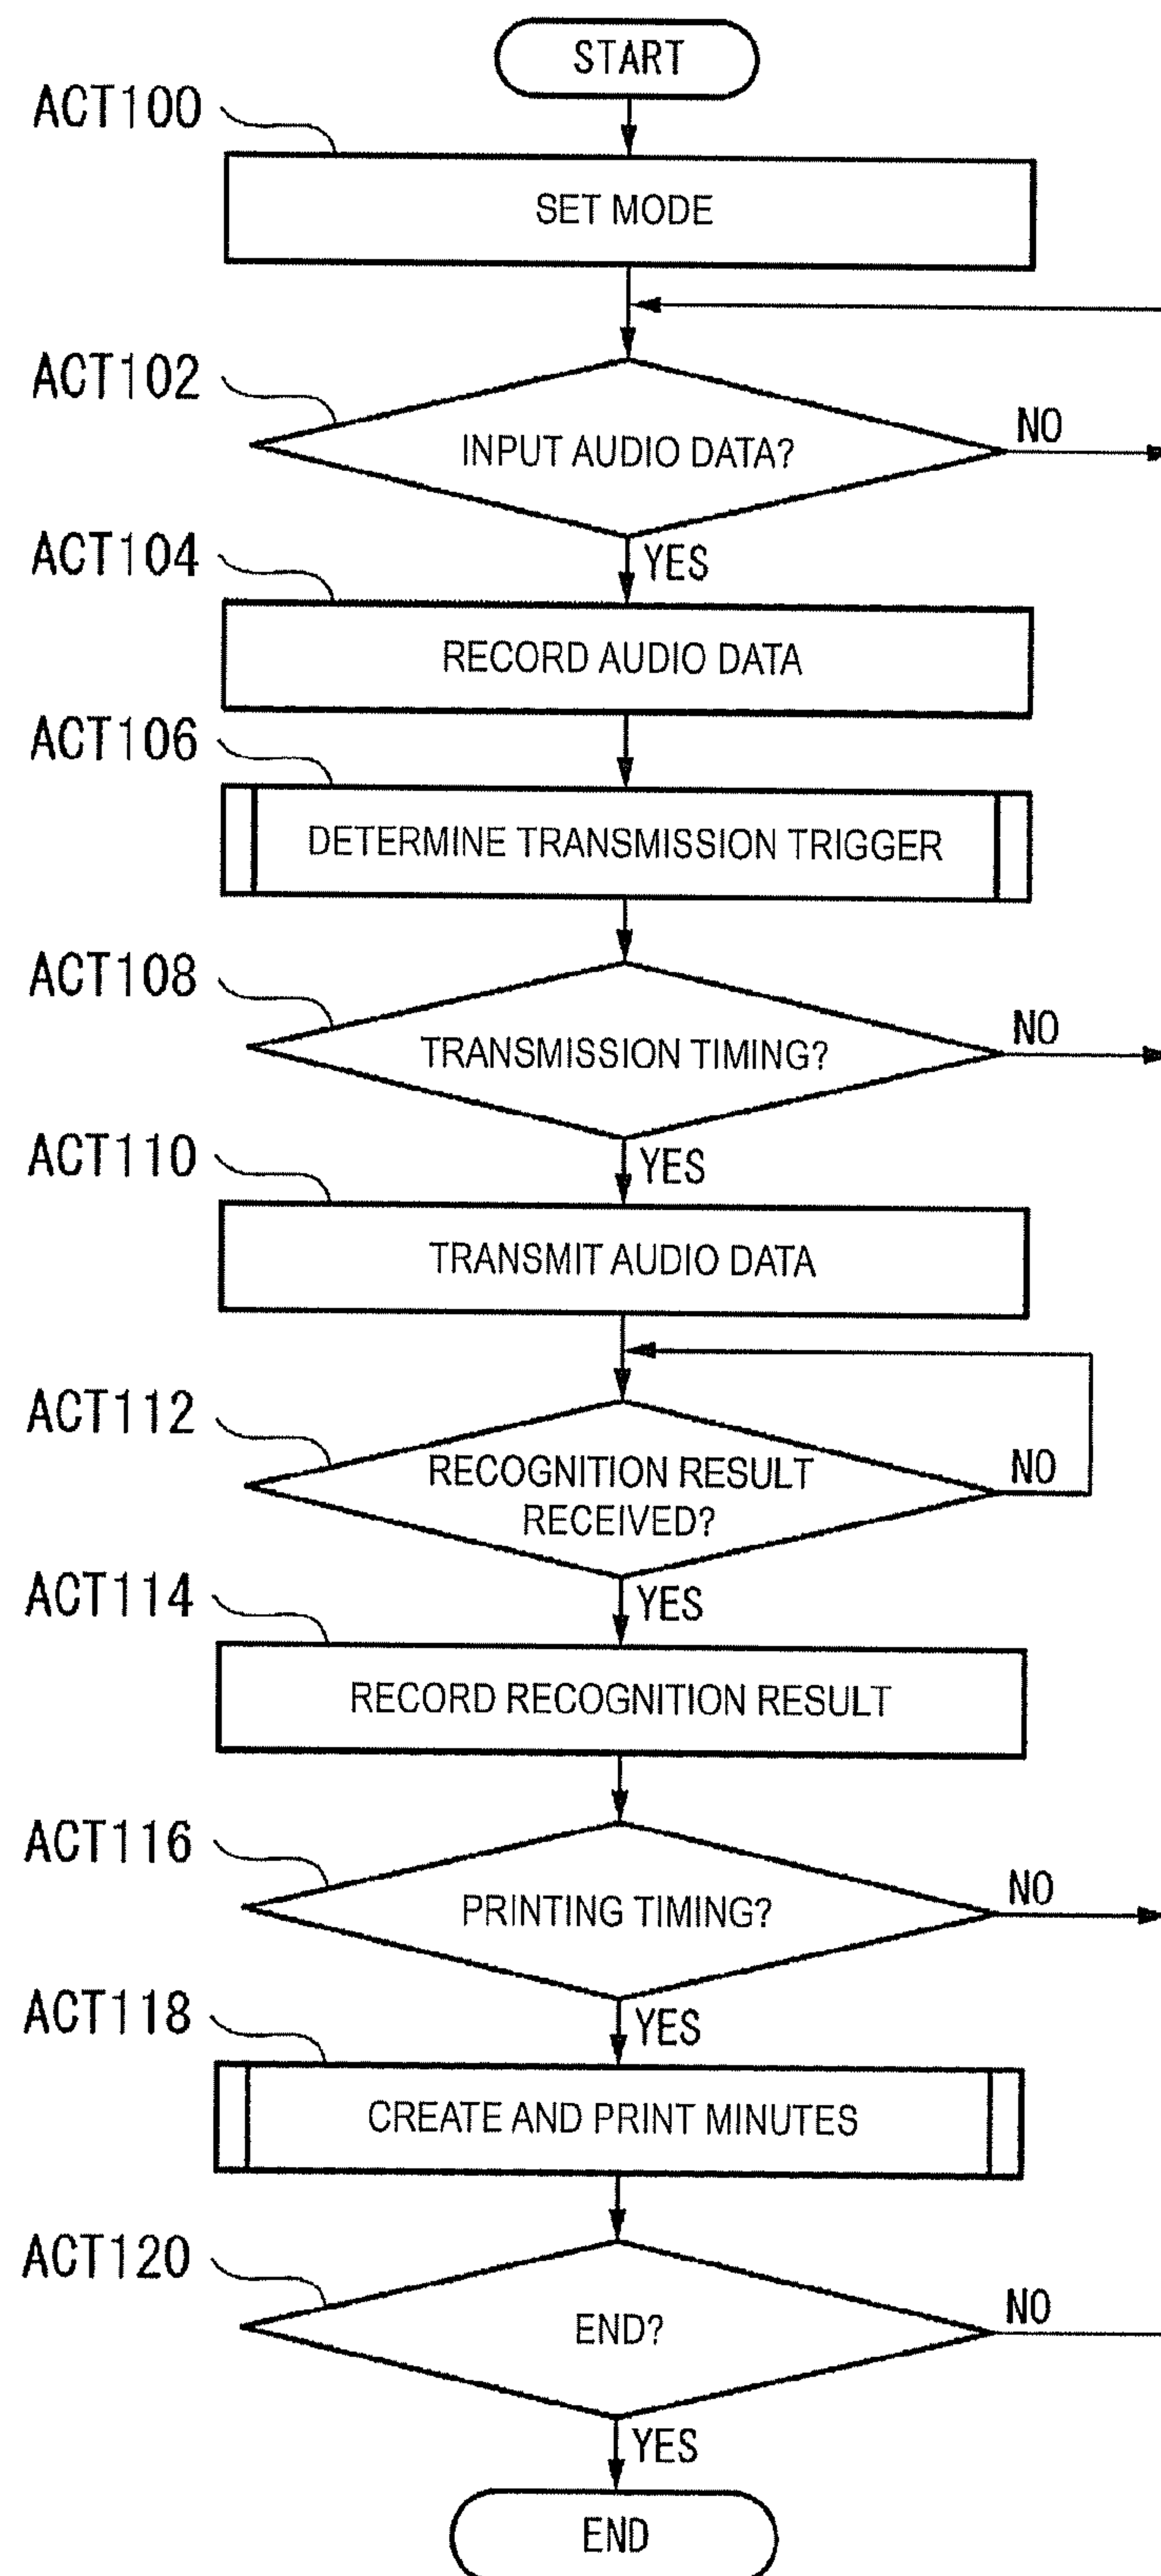 START
ACT100
SET MODE
ACT102
INPUT AUDIO DATA?
NO
YES
ACT104
RECORD AUDIO DATA
ACT106
DETERMINE TRANSMISSION TRIGGER
ACT108
TRANSMISSION TIMING?
NO
YES
ACT110
TRANSMIT AUDIO DATA
ACT112
RECOGNITION RESULT
RECEIVED?
NO
YES
ACT114
RECORD RECOGNITION RESULT
ACT116
PRINTING TIMING?
NO
YES
ACT118
CREATE AND PRINT MINUTES
ACT120
END?
NO
YES
END